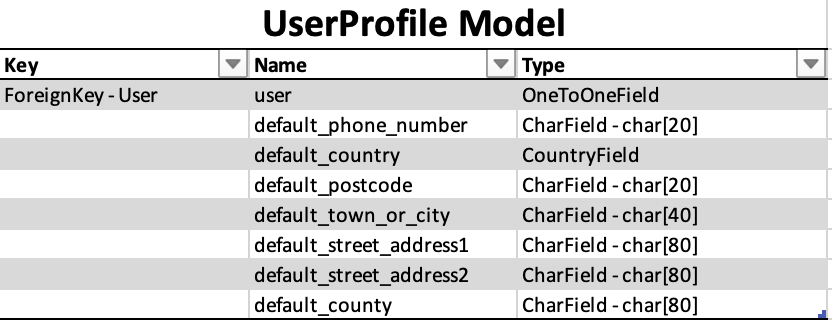 UserProfile Model
Key Name Type
ForeignKey - User user OneToOneField
default_phone_number CharField - char[20]
default_country CountryField
default_postcode CharField - char[20]
default_town_or_city CharField - char[40]
default_street_address1 CharField - char[80]
default_street_address2 CharField - char[80]
default_county CharField - char[80]